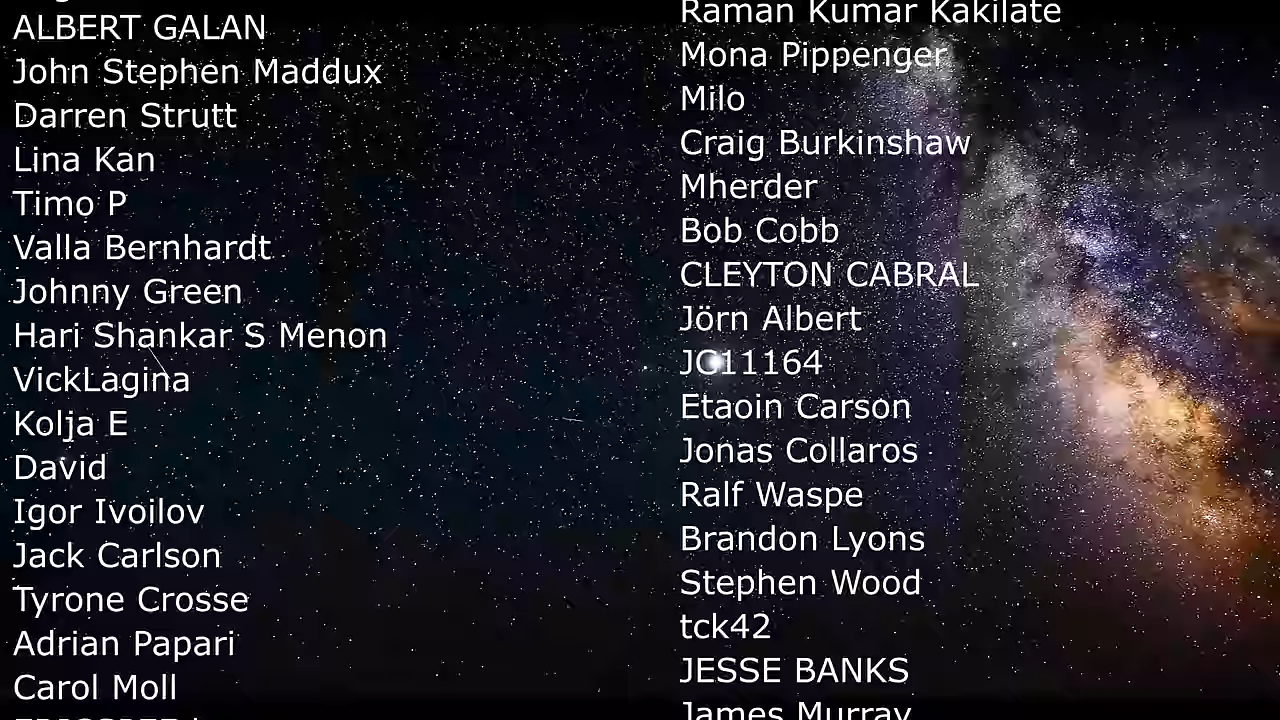 ALBERT GALAN
John Stephen Maddux
Darren Strutt
Lina Kan
Timo P
Valla Bernhardt
Johnny Green
Hari Shankar S Menon
VickLagina
Kolja E
David
Igor Ivoilov
Jack Carlson
Tyrone Crosse
Adrian Papari
Carol Moll
Raman Kumar Kakilate
Mona Pippenger
Milo
Craig Burkinshaw
Mherder
Bob Cobb
CLEYTON CABRAL
Jörn Albert
JC11164
Etaoin Carson
Jonas Collaros
Ralf Waspe
Brandon Lyons
Stephen Wood
tck42
JESSE BANKS
James Murray